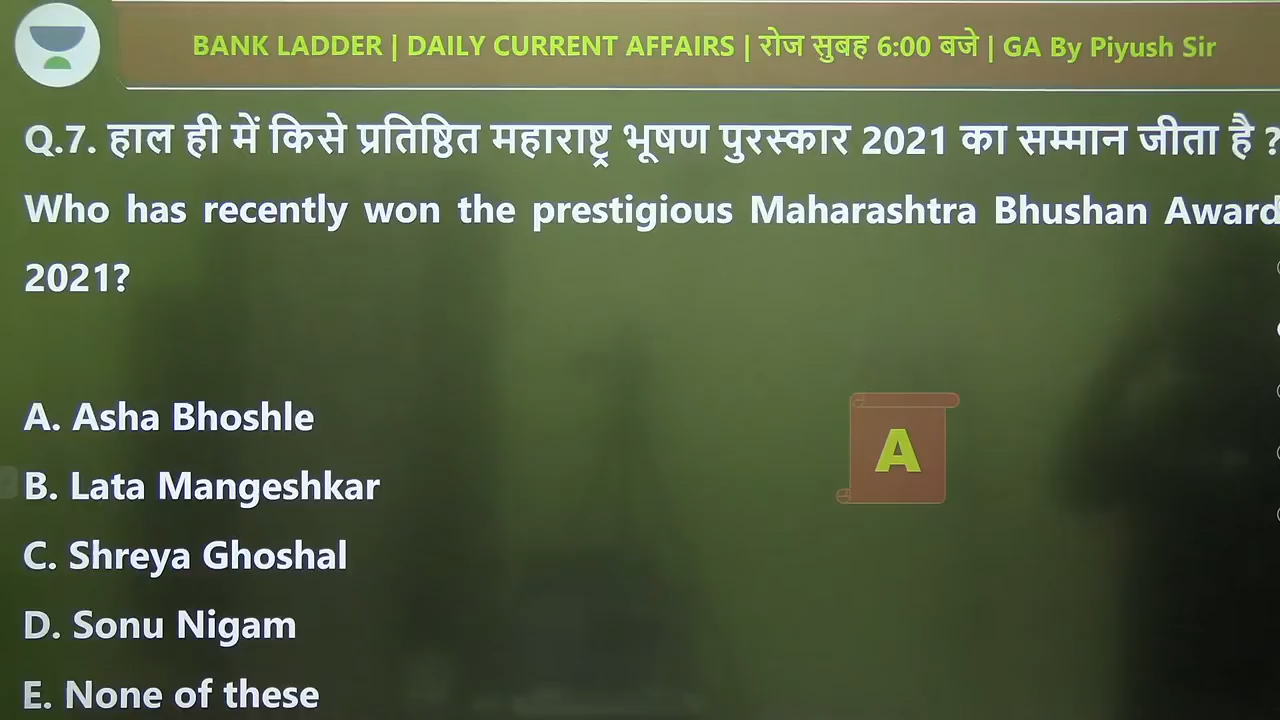 BANK LADDER | DAILY CURRENT AFFAIRS | रोज सुबह 6:00 बजे | GA By Piyush Sir
Q.7. हाल ही में किसे प्रतिष्ठित महाराष्ट्र भूषण पुरस्कार 2021 का सम्मान जीता है ?
Who has recently won the prestigious Maharashtra Bhushan Award
2021?
A. Asha Bhoshle
A
B. Lata Mangeshkar
C. Shreya Ghoshal
D. Sonu Nigam
E. None of these